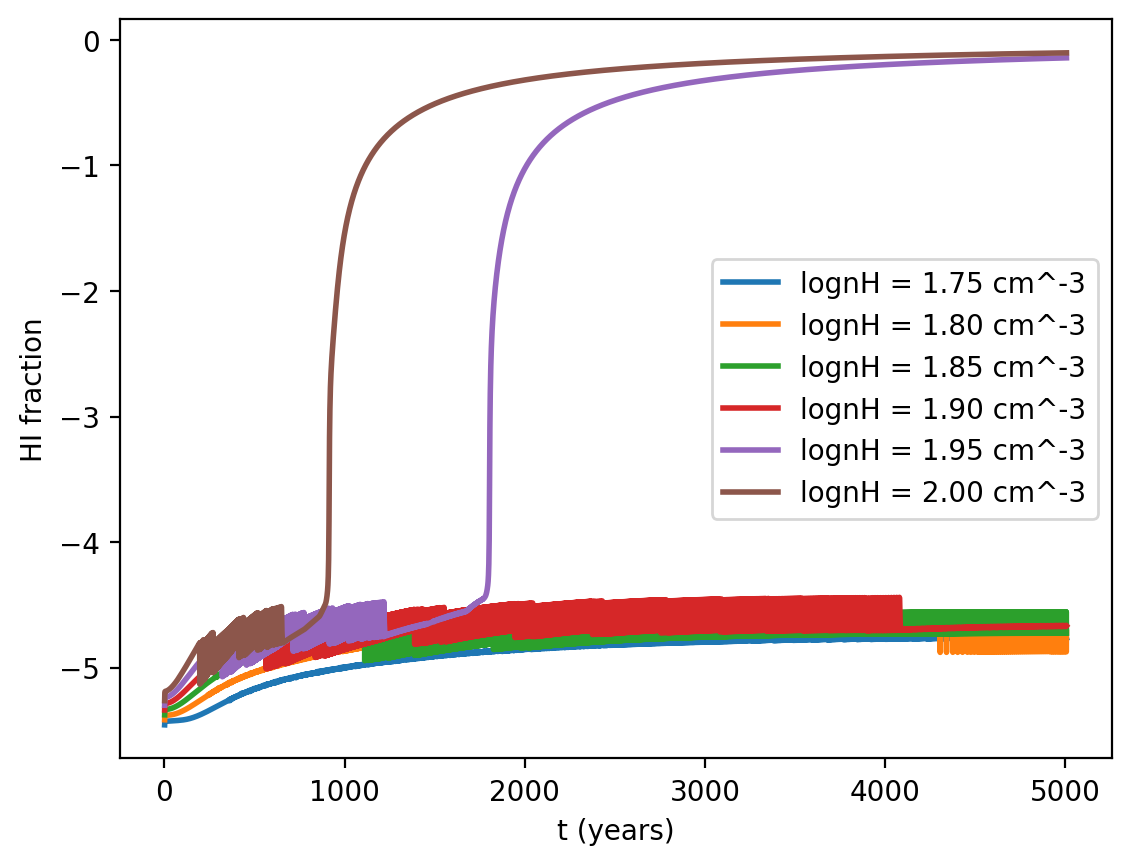 HI fraction
0
−1
−2
−3
−4
−5
lognH = 1.75 cm^-3
lognH = 1.80 cm^-3
lognH = 1.85 cm^-3
lognH = 1.90 cm^-3
lognH = 1.95 cm^-3
lognH = 2.00 cm^-3
0 1000 2000 3000 4000 5000
t (years)